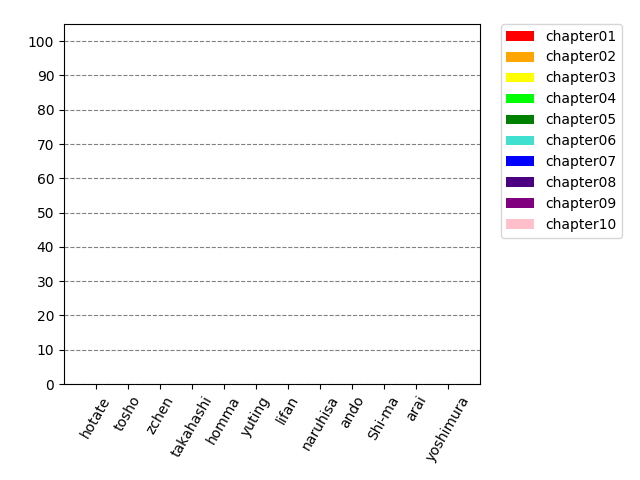 100
90
80
70
60
50
40
30
20
10
0
hotate
tosho
zchen
takahashi
homma
yuting
lifan
naruhisa
ando
Shi-ma
arai
yoshimura
chapter01
chapter02
chapter03
chapter04
chapter05
chapter06
chapter07
chapter08
chapter09
chapter10